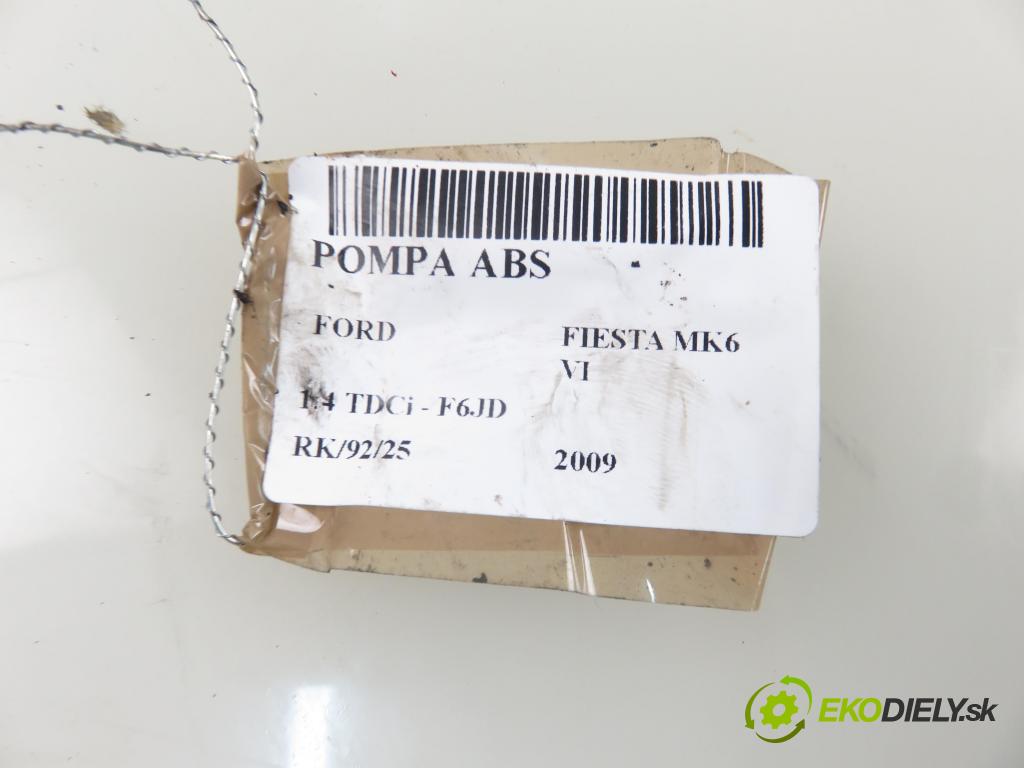 POMPA ABS
FORD FIESTA MK6
VI
1.4 TDCi - F6JD
RK/92/25 2009
EKODIELY.sk